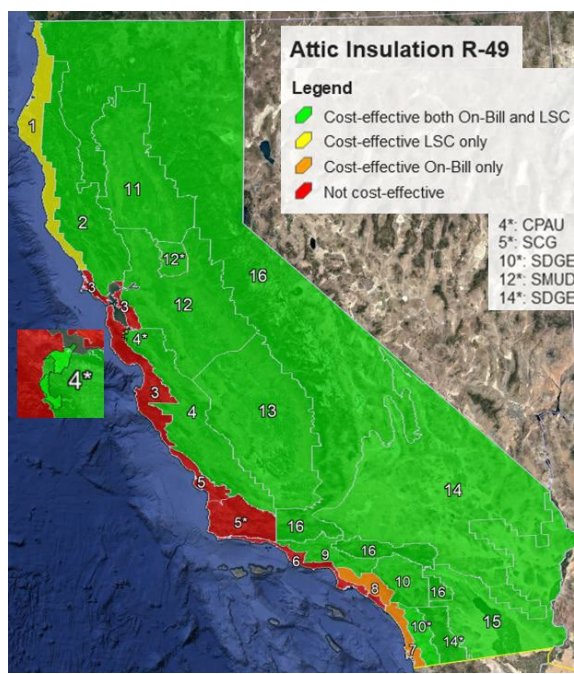 Attic Insulation R-49
Legend
Cost-effective both On-Bill and LSC
Cost-effective LSC only
Cost-effective On-Bill only
Not cost-effective
4*: CPAU
5*: SCG
10*: SDGE
12*: SMUD
14*: SDGE
1
11
2
12*
16
3
3
12
4*
4*
3
4
13
5
14
5*
16
6
9
16
8
10
16
10*
15
7
14*